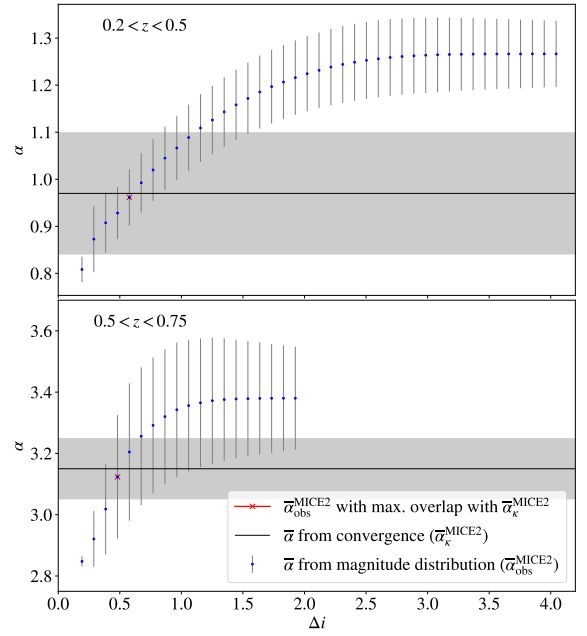 0.2 < z < 0.5
1.3
1.2
1.1
1.0
0.9
0.8
α
0.5 < z < 0.75
3.6
3.4
3.2
3.0
2.8
α
ᾱ_obs^MICE2 with max. overlap with ᾱ_κ^MICE2
ᾱ from convergence (ᾱ_κ^MICE2)
ᾱ from magnitude distribution (ᾱ_obs^MICE2)
0.0 0.5 1.0 1.5 2.0 2.5 3.0 3.5 4.0
Δi